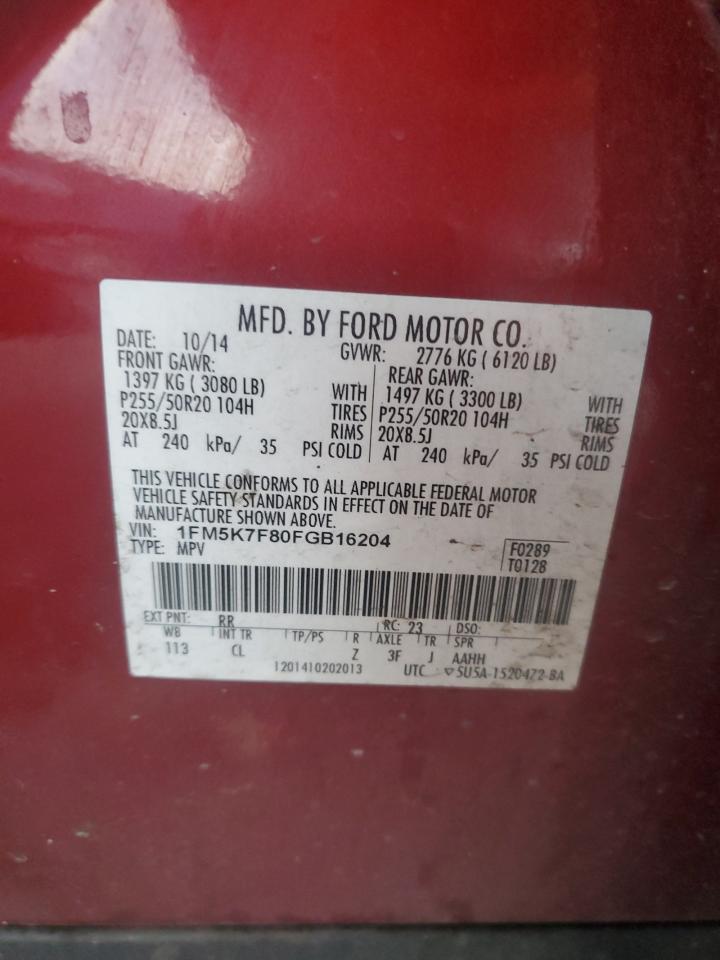 MFD. BY FORD MOTOR CO.
DATE: 10/14 GVWR: 2776 KG ( 6120 LB)
FRONT GAWR: REAR GAWR:
1397 KG ( 3080 LB) WITH 1497 KG ( 3300 LB) WITH
P255/50R20 104H TIRES P255/50R20 104H TIRES
20X8.5J RIMS 20X8.5J RIMS
AT 240 kPa/ 35 PSI COLD AT 240 kPa/ 35 PSI COLD
THIS VEHICLE CONFORMS TO ALL APPLICABLE FEDERAL MOTOR
VEHICLE SAFETY STANDARDS IN EFFECT ON THE DATE OF
MANUFACTURE SHOWN ABOVE.
VIN: 1FM5K7F80FGB16204
TYPE: MPV F0289
T0128
EXT PNT: RR RC: 23 DSO:
WB INT TR TP/PS R AXLE TR SPR
113 CL Z 3F J AAHH
1201410202013 UTC ▽5U5A-1520472-BA